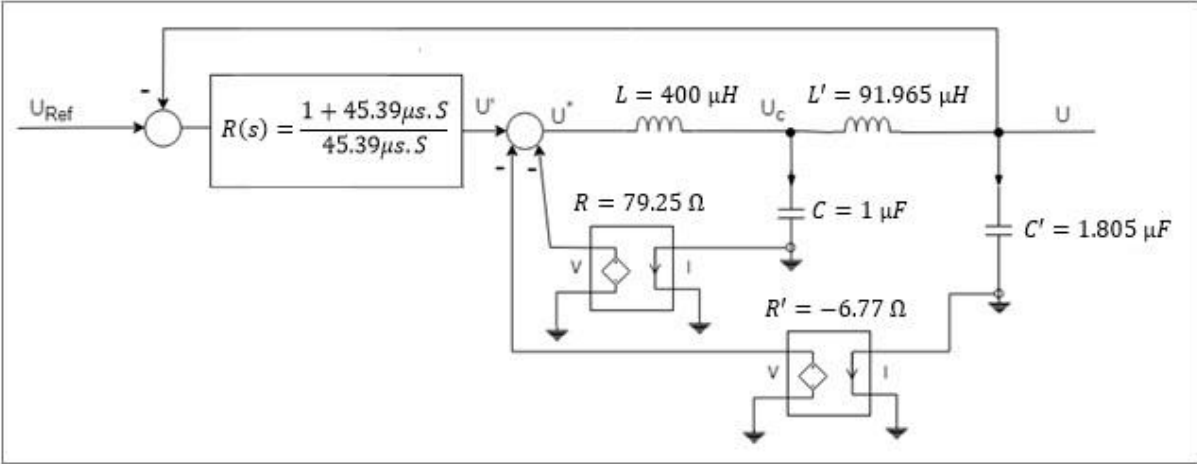 -
U_Ref
R(s) = \frac{1 + 45.39μs.S}{45.39μs.S}
U'
U*
L = 400 μH
U_c
L' = 91.965 μH
U
- -
R = 79.25 Ω
C = 1 μF
C' = 1.805 μF
V
I
R' = −6.77 Ω
V
I